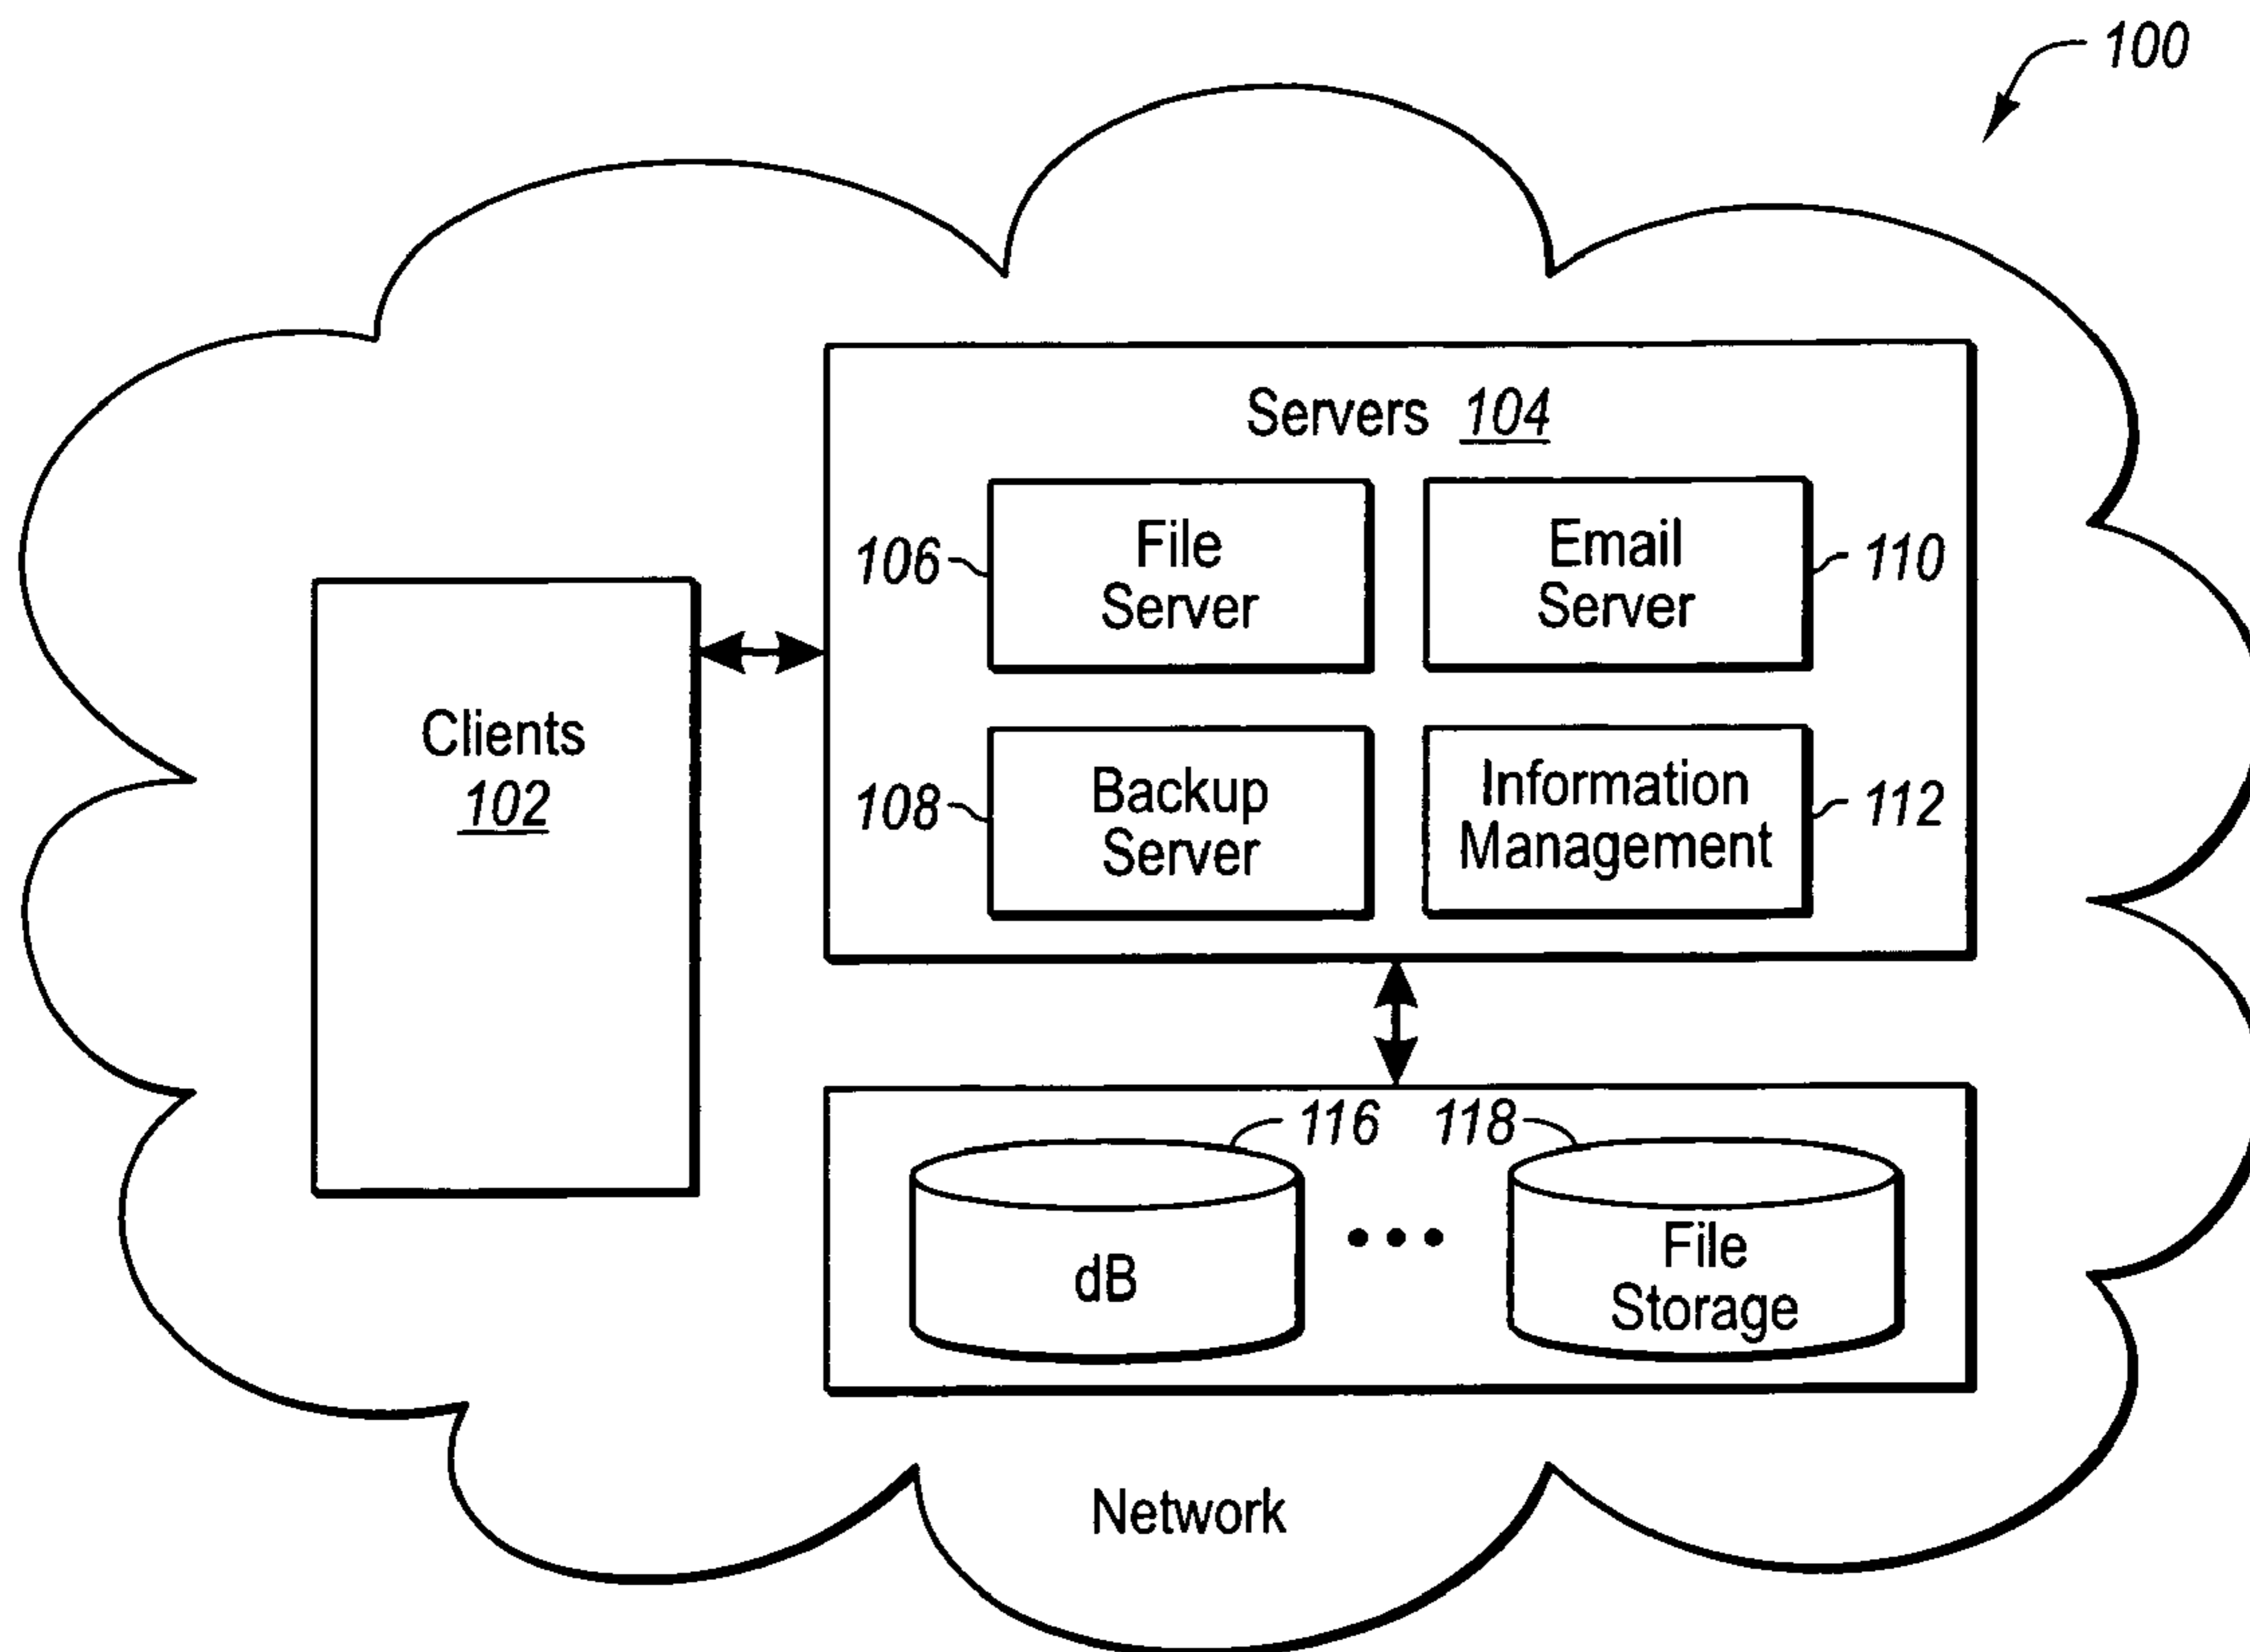 100
Servers 104
106
File
Server
Email
Server
110
Clients
102
108
Backup
Server
Information
Management
112
116
118
dB
File
Storage
Network